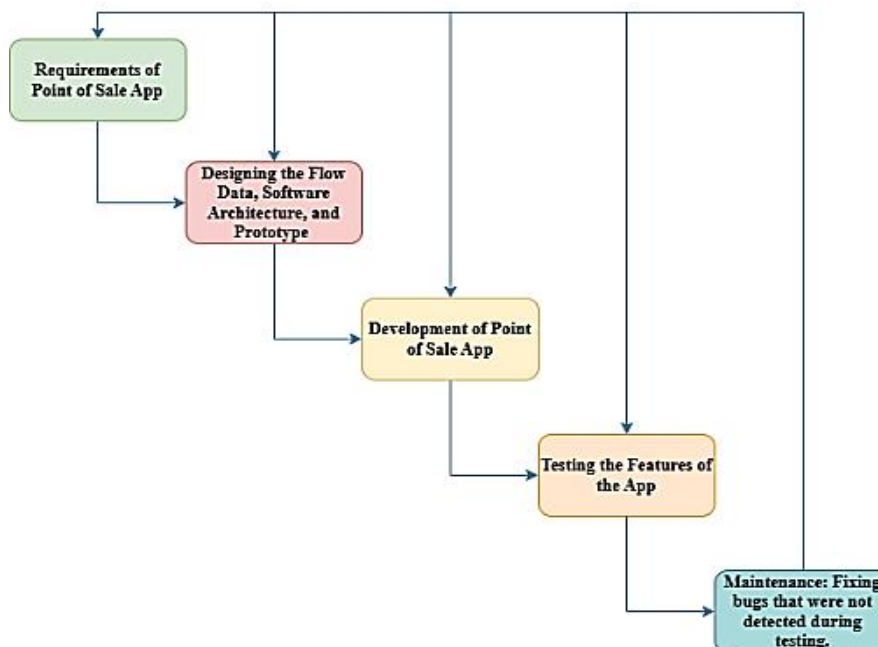 Requirements of
Point of Sale App
Designing the Flow
Data, Software
Architecture, and
Prototype
Development of Point
of Sale App
Testing the Features of
the App
Maintenance: Fixing
bugs that were not
detected during
testing.